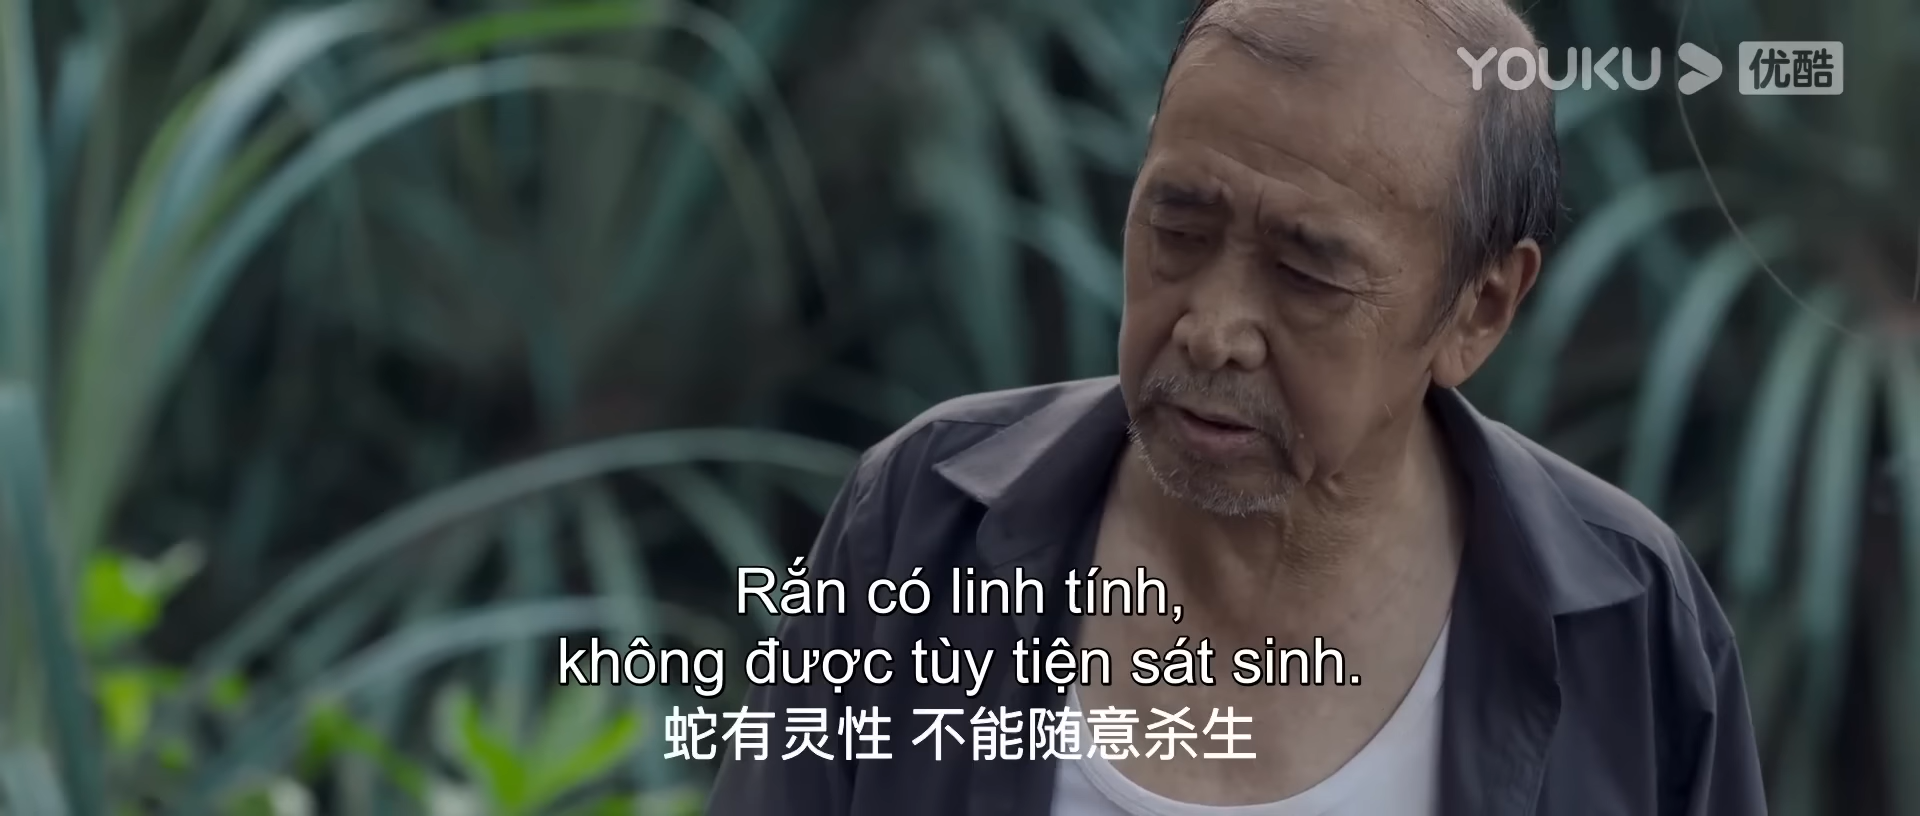 YOUKU 优酷
Rắn có linh tính,
không được tùy tiện sát sinh.
蛇有灵性 不能随意杀生